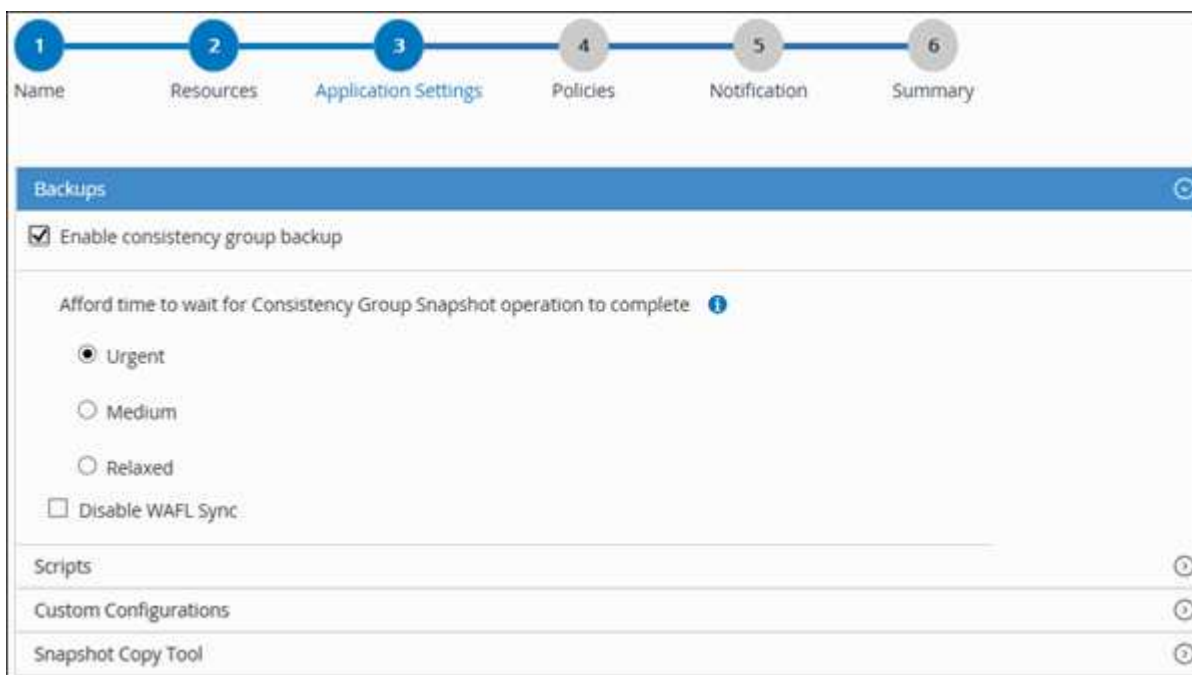 1 2 3 4 5 6
Name Resources Application Settings Policies Notification Summary
Backups
Enable consistency group backup
Afford time to wait for Consistency Group Snapshot operation to complete i
Urgent
Medium
Relaxed
Disable WAFL Sync
Scripts
Custom Configurations
Snapshot Copy Tool